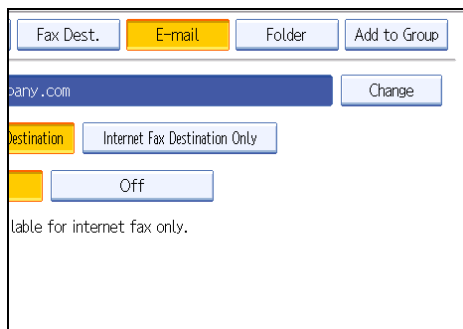 Fax Dest. E-mail Folder Add to Group
pany.com Change
Destination Internet Fax Destination Only
Off
lable for internet fax only.